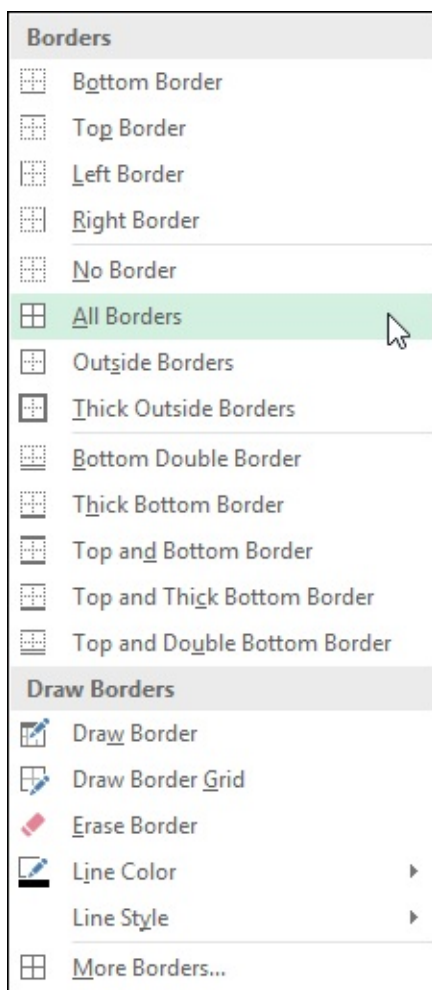 Borders
Bottom Border
Top Border
Left Border
Right Border
No Border
All Borders
Outside Borders
Thick Outside Borders
Bottom Double Border
Thick Bottom Border
Top and Bottom Border
Top and Thick Bottom Border
Top and Double Bottom Border
Draw Borders
Draw Border
Draw Border Grid
Erase Border
Line Color
Line Style
More Borders...